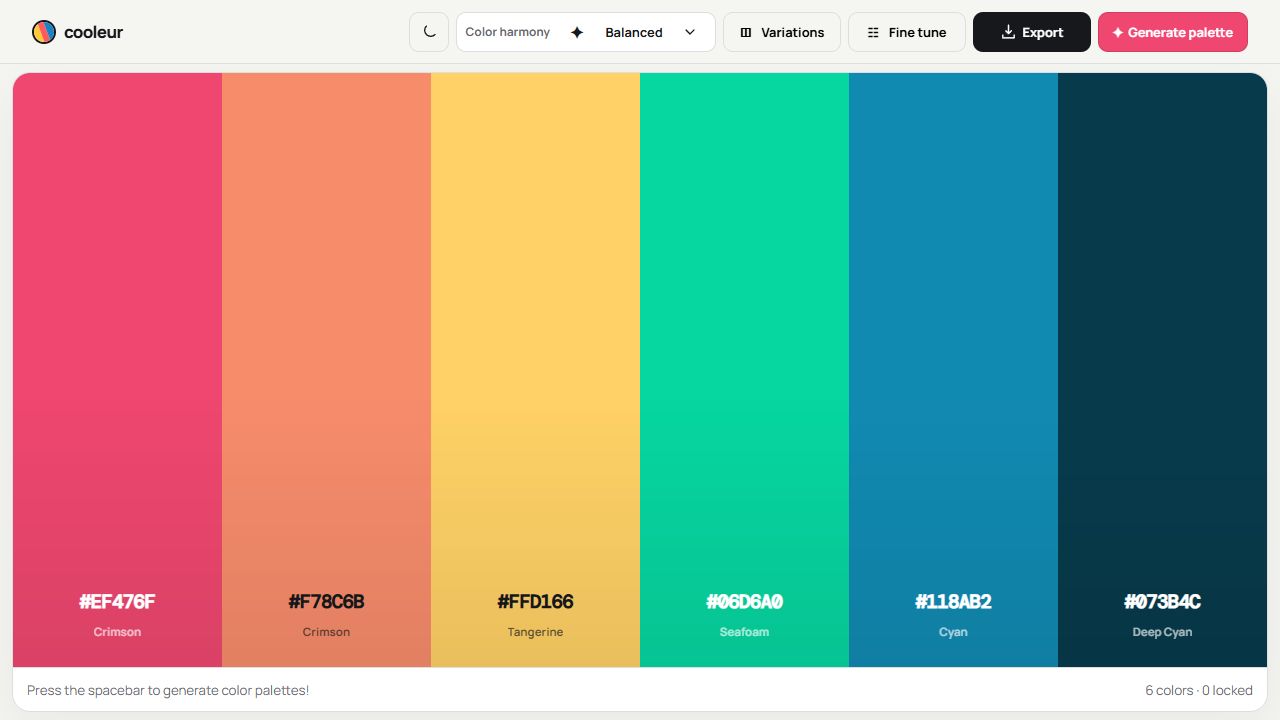 cooleur
Color harmony
Balanced
Variations
Fine tune
Export
Generate palette
#EF476F
Crimson
#F78C6B
Crimson
#FFD166
Tangerine
#06D6A0
Seafoam
#118AB2
Cyan
#073B4C
Deep Cyan
Press the spacebar to generate color palettes!
6 colors · 0 locked